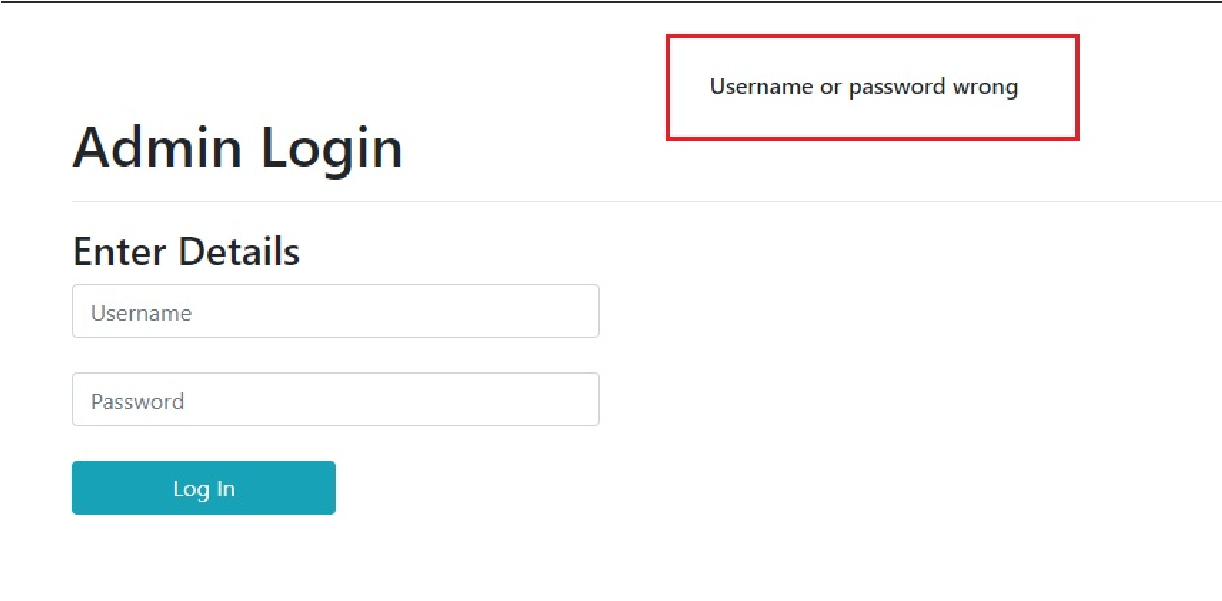 Username or password wrong
Admin Login
Enter Details
Username
Password
Log In